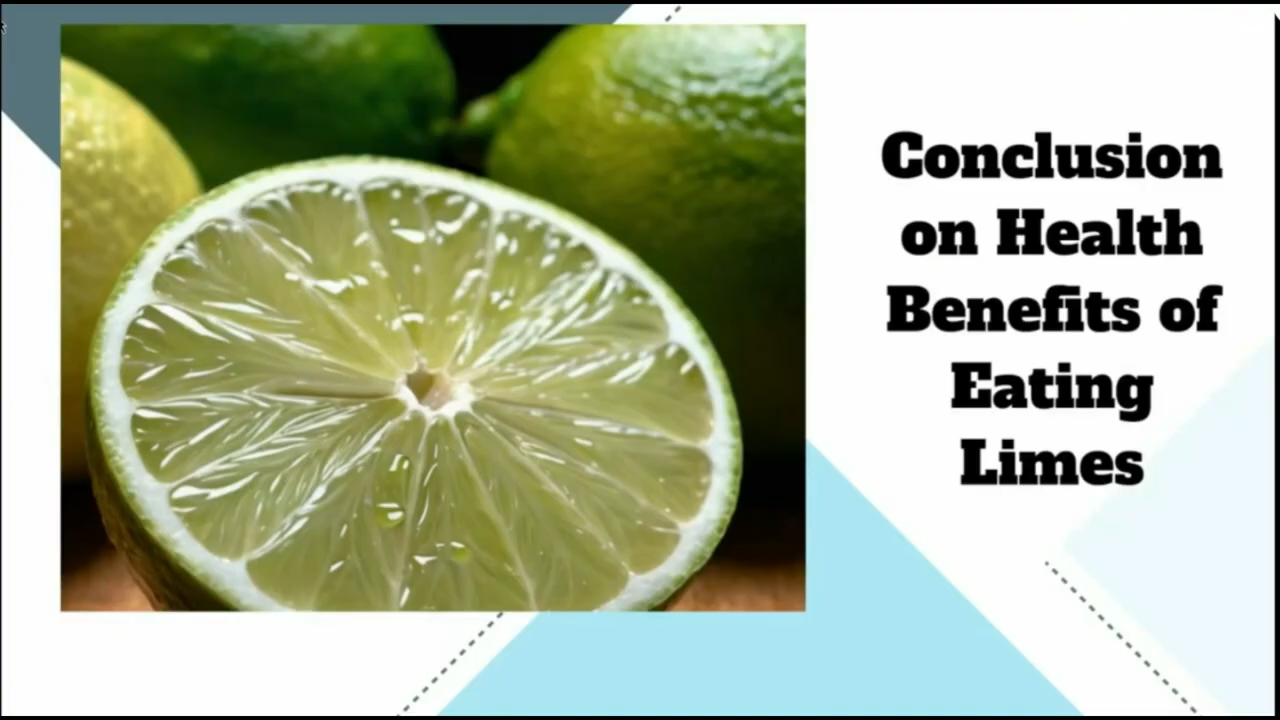 Conclusion
on Health
Benefits of
Eating
Limes